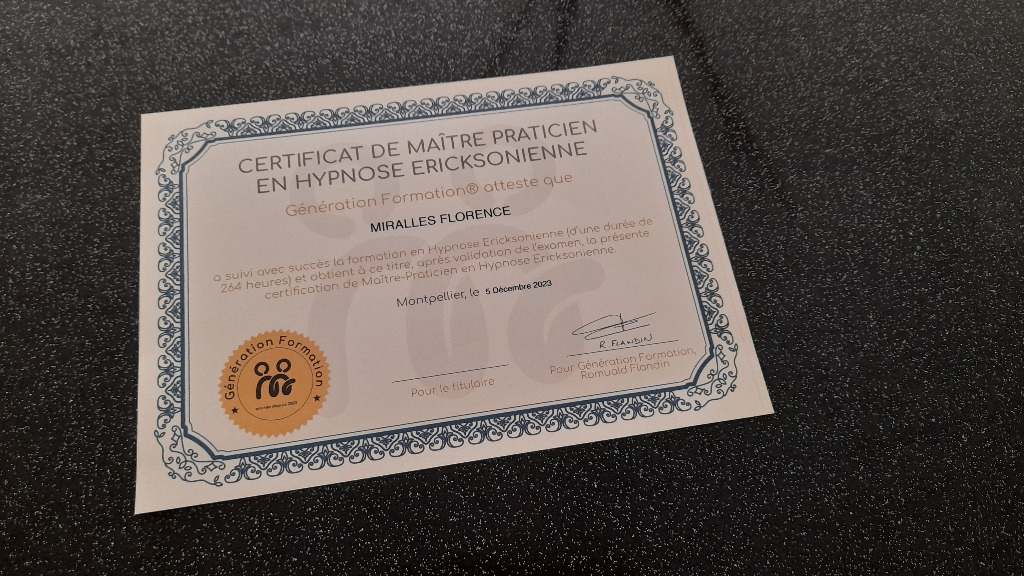 CERTIFICAT DE MAÎTRE PRATICIEN
EN HYPNOSE ERICKSONIENNE
Génération Formation® atteste que
MIRALLES FLORENCE
a suivi avec succès la formation en Hypnose Ericksonienne (d'une durée de
264 heures) et obtient à ce titre, après validation de l'examen, la présente
certification de Maître-Praticien en Hypnose Ericksonienne.
Montpellier, le 5 Décembre 2023
Génération Formation
depuis 2003
R. FLANDIN
Pour le titulaire
Pour Génération Formation,
Romuald Flandin